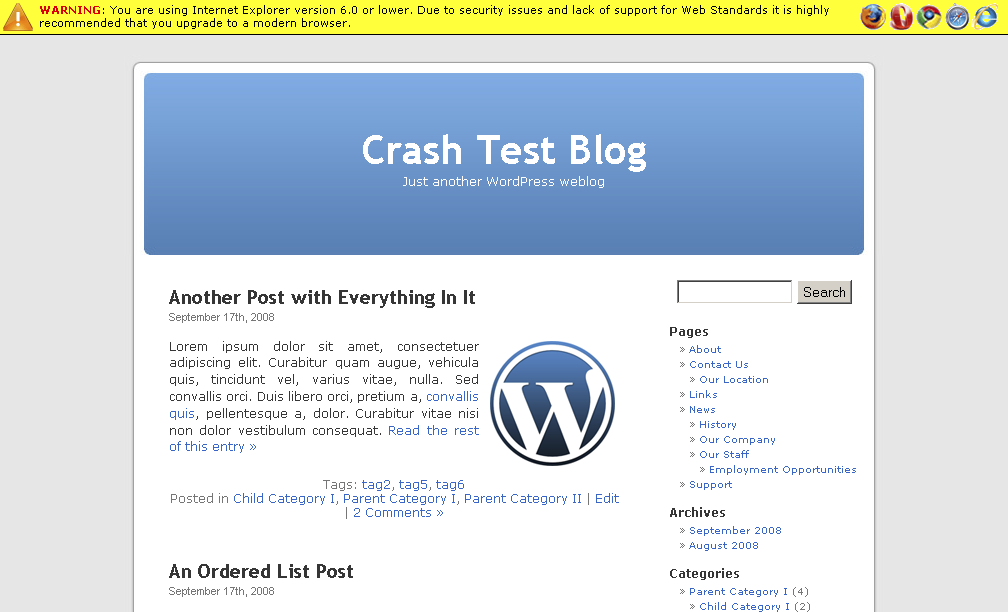 WARNING: You are using Internet Explorer version 6.0 or lower. Due to security issues and lack of support for Web Standards it is highly
recommended that you upgrade to a modern browser.
Crash Test Blog
Just another WordPress weblog
Another Post with Everything In It
September 17th, 2008
Lorem ipsum dolor sit amet, consectetuer
adipiscing elit. Curabitur quam augue, vehicula
quis, tincidunt vel, varius vitae, nulla. Sed
convallis orci. Duis libero orci, pretium a, convallis
quis, pellentesque a, dolor. Curabitur vitae nisi
non dolor vestibulum consequat. Read the rest
of this entry »
Tags: tag2, tag5, tag6
Posted in Child Category I, Parent Category I, Parent Category II | Edit
| 2 Comments »
An Ordered List Post
September 17th, 2008
Search
Pages
» About
» Contact Us
» Our Location
» Links
» News
» History
» Our Company
» Our Staff
» Employment Opportunities
» Support
Archives
» September 2008
» August 2008
Categories
» Parent Category I (4)
» Child Category I (2)